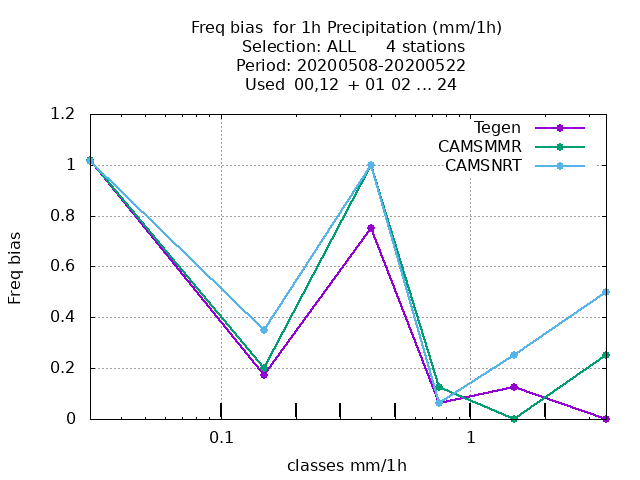 Freq bias  for 1h Precipitation (mm/1h)
Selection: ALL      4 stations
Period: 20200508-20200522
Used  00,12  + 01 02 ... 24
Tegen
CAMSMMR
CAMSNRT
1.2
1
0.8
0.6
0.4
0.2
0
Freq bias
0.1
1
classes mm/1h